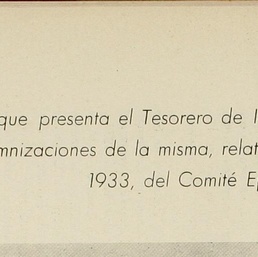 que presenta el Tesorero de
mnizaciones de la misma, relat
1933, del Comité E